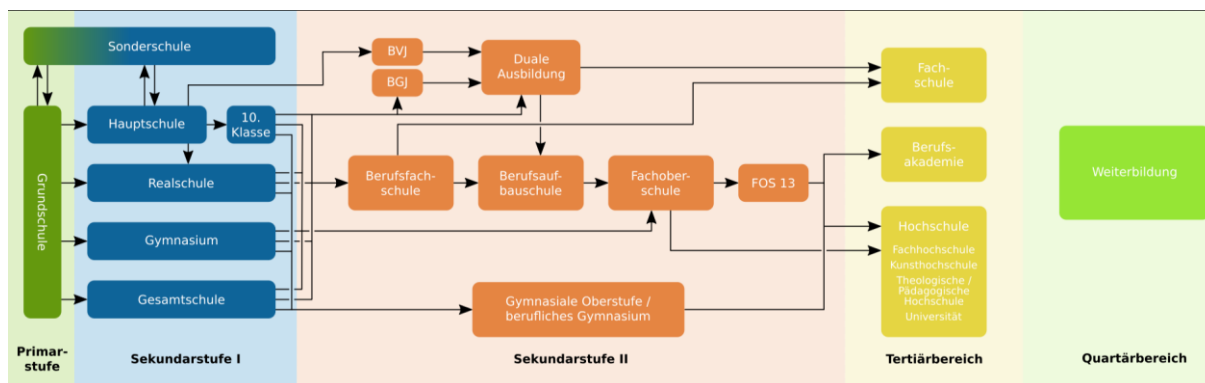 Sonderschule
Grundschule
Hauptschule
10.
Klasse
Realschule
Gymnasium
Gesamtschule
BVJ
BGJ
Duale
Ausbildung
Berufsfach-
schule
Berufsauf-
bauschule
Fachober-
schule
FOS 13
Gymnasiale Oberstufe /
berufliches Gymnasium
Fach-
schule
Berufs-
akademie
Hochschule
Fachhochschule
Kunsthochschule
Theologische /
Pädagogische
Hochschule
Universität
Weiterbildung
Primar-
stufe
Sekundarstufe I
Sekundarstufe II
Tertiärbereich
Quartärbereich